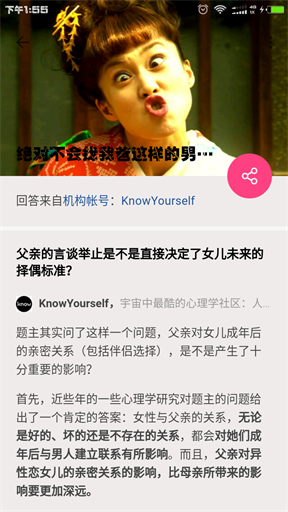 下午1:55
绝对不会找我爸这样的男…
回答来自机构帐号：KnowYourself
父亲的言谈举止是不是直接决定了女儿未来的
择偶标准？
know KnowYourself，宇宙中最酷的心理学社区：人...
题主其实问了这样一个问题，父亲对女儿成年后
的亲密关系（包括伴侣选择），是不是产生了十
分重要的影响？
首先，近些年的一些心理学研究对题主的问题给
出了一个肯定的答案：女性与父亲的关系，无论
是好的、坏的还是不存在的关系，都会对她们成
年后与男人建立联系有所影响。而且，父亲对异
性恋女儿的亲密关系的影响，比母亲所带来的影
响要更加深远。